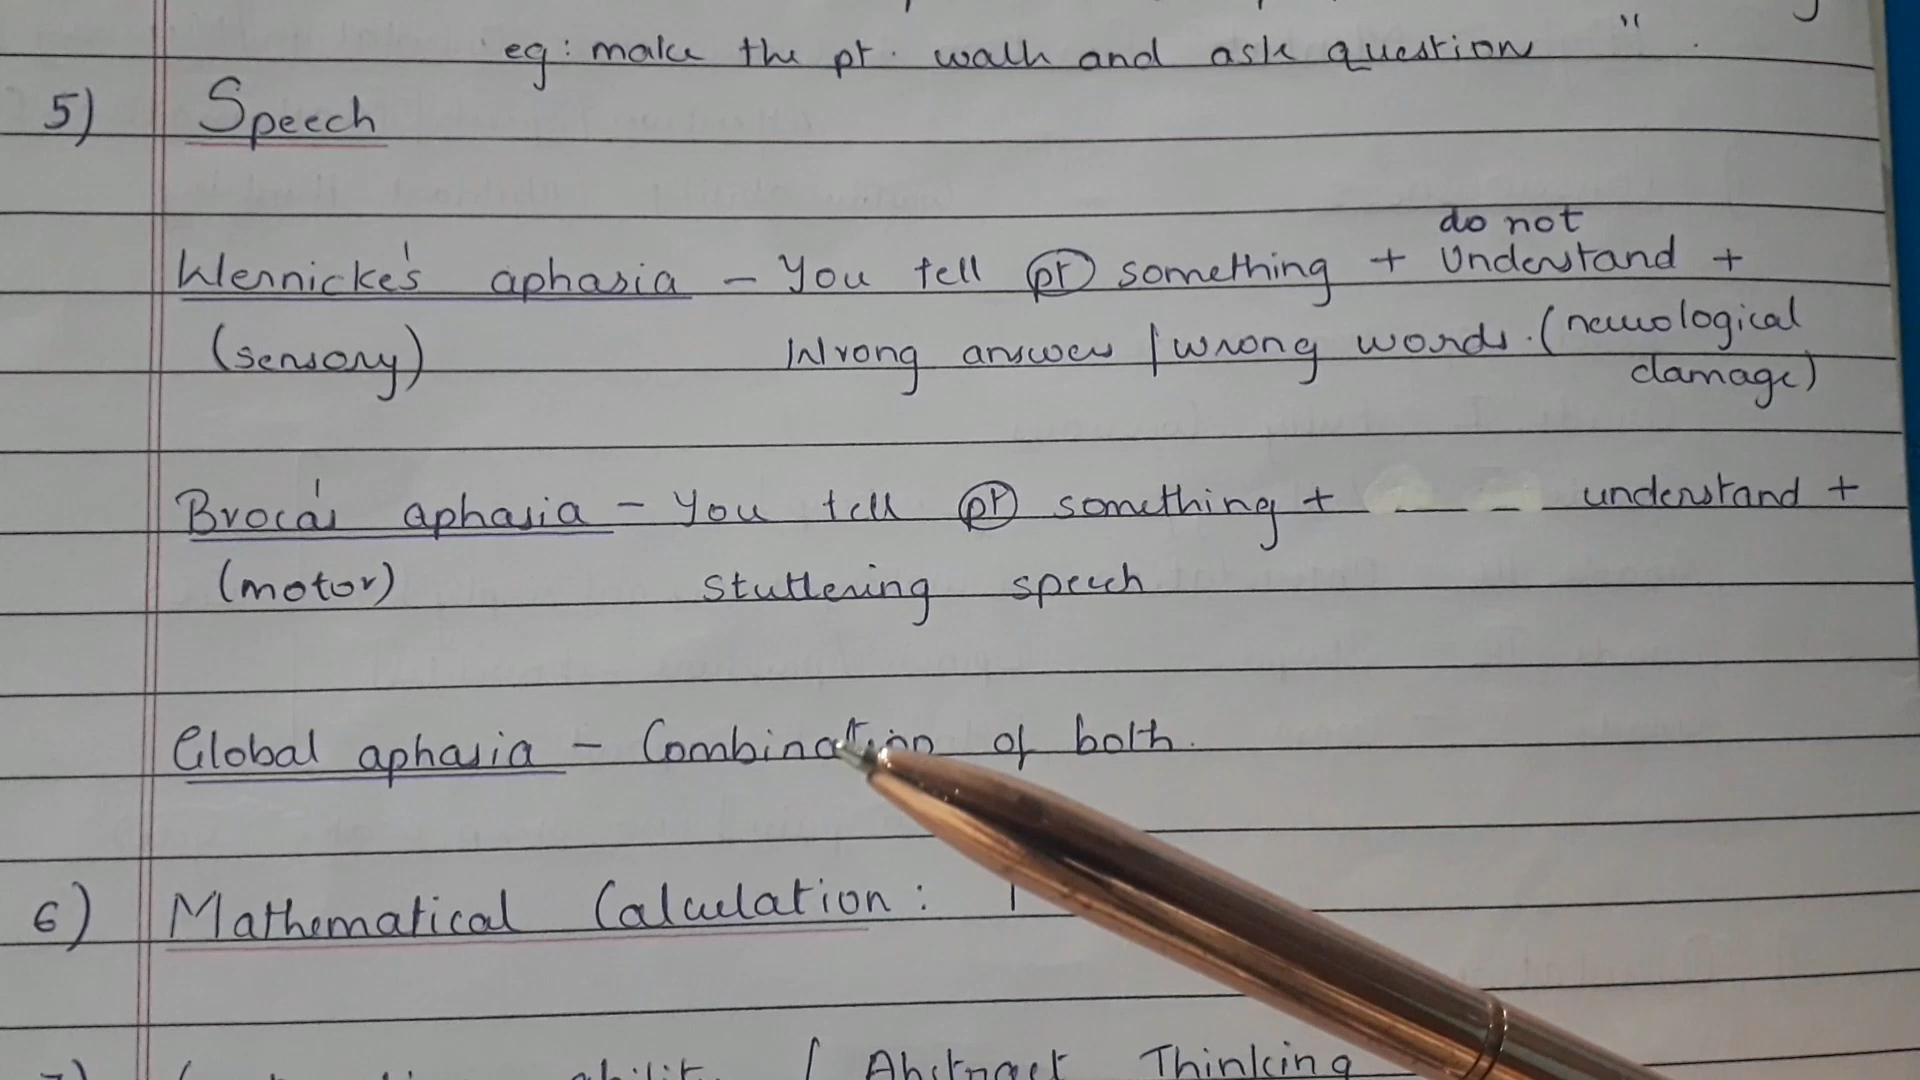 eg: make the pt. walk and ask question ".
5) Speech
do not
Wernicke's aphasia - You tell pt something + Understand +
(sensory) Wrong answer / wrong words. (neurological
damage)
Broca's aphasia - You tell pt something + understand +
(motor) Stuttering speech
Global aphasia - Combination of both.
6) Mathematical Calculation:
/ Abstract Thinking